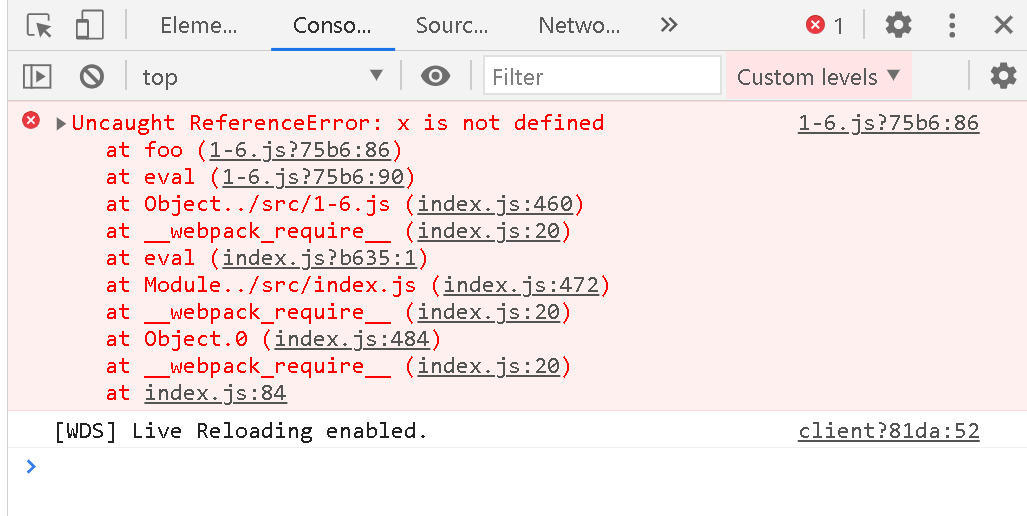 Eleme... Conso... Sourc... Netwo... » 1
top Filter Custom levels
Uncaught ReferenceError: x is not defined 1-6.js?75b6:86
at foo (1-6.js?75b6:86)
at eval (1-6.js?75b6:90)
at Object../src/1-6.js (index.js:460)
at __webpack_require__ (index.js:20)
at eval (index.js?b635:1)
at Module../src/index.js (index.js:472)
at __webpack_require__ (index.js:20)
at Object.0 (index.js:484)
at __webpack_require__ (index.js:20)
at index.js:84
[WDS] Live Reloading enabled. client?81da:52